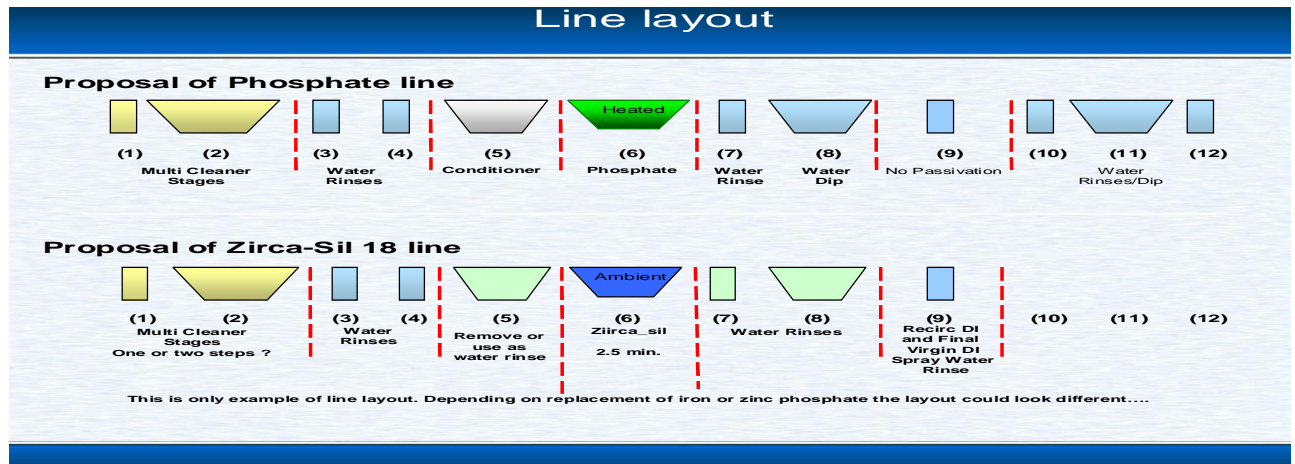 Line layout
Proposal of Phosphate line
Heated
(1) (2) (3) (4) (5) (6) (7) (8) (9) (10) (11) (12)
Multi Cleaner
Stages
Water
Rinses
Conditioner
Phosphate
Water
Rinse
Water
Dip
No Passivation
Water
Rinses/Dip
Proposal of Zirca-Sil 18 line
Ambient
(1) (2) (3) (4) (5) (6) (7) (8) (9) (10) (11) (12)
Multi Cleaner
Stages
One or two steps ?
Water
Rinses
Remove or
use as
water rinse
Ziirca_sil
2.5 min.
Water Rinses
Recirc DI
and Final
Virgin DI
Spray Water
Rinse
This is only example of line layout. Depending on replacement of iron or zinc phosphate the layout could look different....